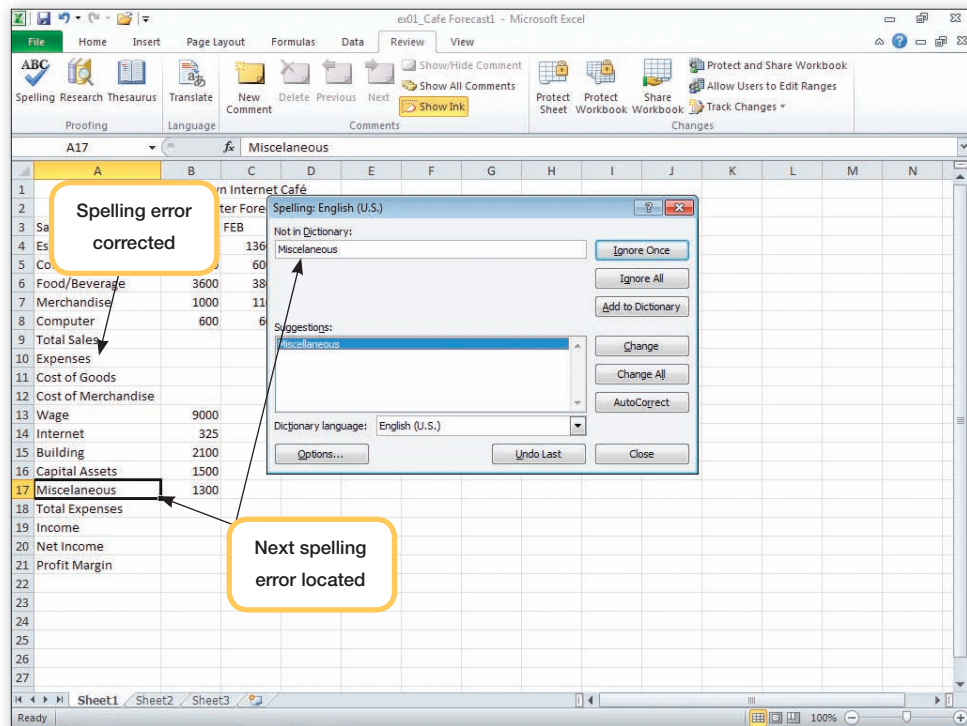 ex01_Cafe Forecast1 - Microsoft Excel
File Home Insert Page Layout Formulas Data Review View
ABC
Spelling Research Thesaurus
Proofing
Translate
Language
New Comment Delete Previous Next
Show/Hide Comment
Show All Comments
Show Ink
Comments
Protect Sheet Protect Workbook Share Workbook
Protect and Share Workbook
Allow Users to Edit Ranges
Track Changes
Changes
A17 fx Miscelaneous
A B C D E F G H I J K L M N
1 n Internet Café
2 ter Fore
3 Sa FEB
4 Es 136
5 Co 60
6 Food/Beverage 3600 38
7 Merchandise 1000 11
8 Computer 600 6
9 Total Sales
10 Expenses
11 Cost of Goods
12 Cost of Merchandise
13 Wage 9000
14 Internet 325
15 Building 2100
16 Capital Assets 1500
17 Miscelaneous 1300
18 Total Expenses
19 Income
20 Net Income
21 Profit Margin
22
23
24
25
26
27
Spelling error
corrected
Spelling: English (U.S.)
Not in Dictionary:
Miscelaneous
Ignore Once
Ignore All
Add to Dictionary
Suggestions:
Miscellaneous
Change
Change All
AutoCorrect
Dictionary language: English (U.S.)
Options... Undo Last Close
Next spelling
error located
Sheet1 Sheet2 Sheet3
Ready 100%